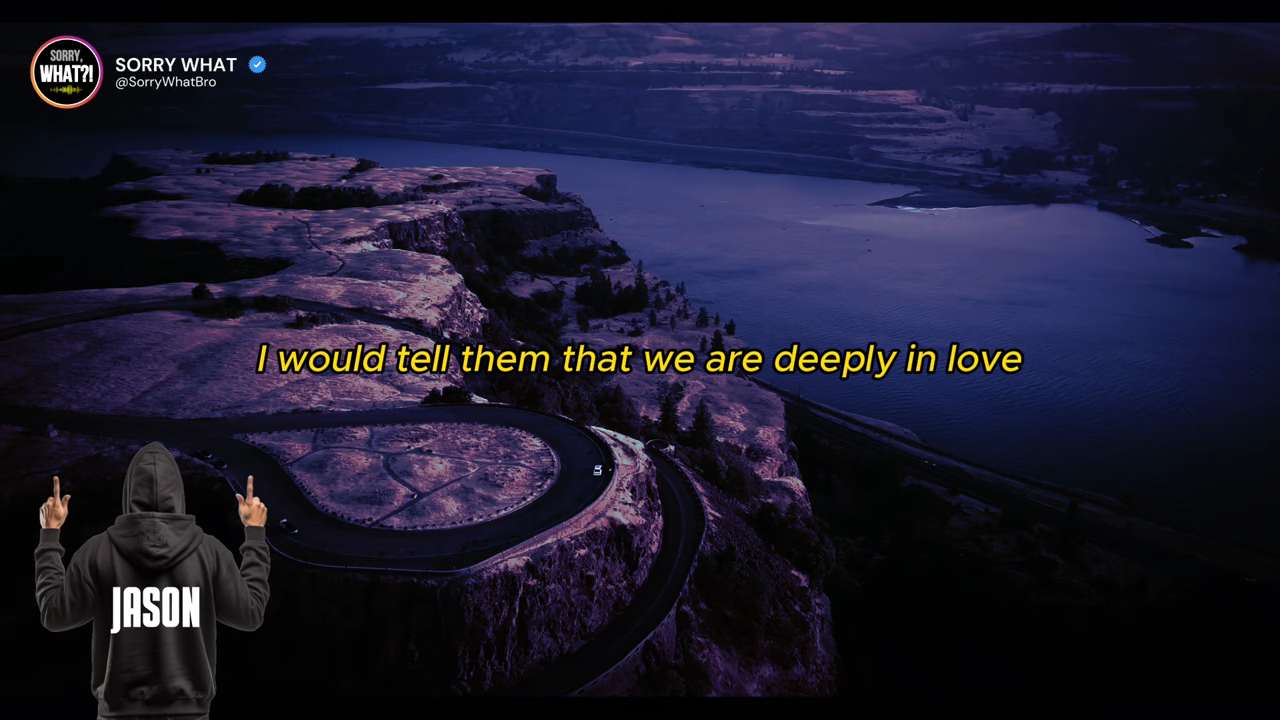 SORRY,
WHAT?!
SORRY WHAT
@SorryWhatBro
I would tell them that we are deeply in love
JASON